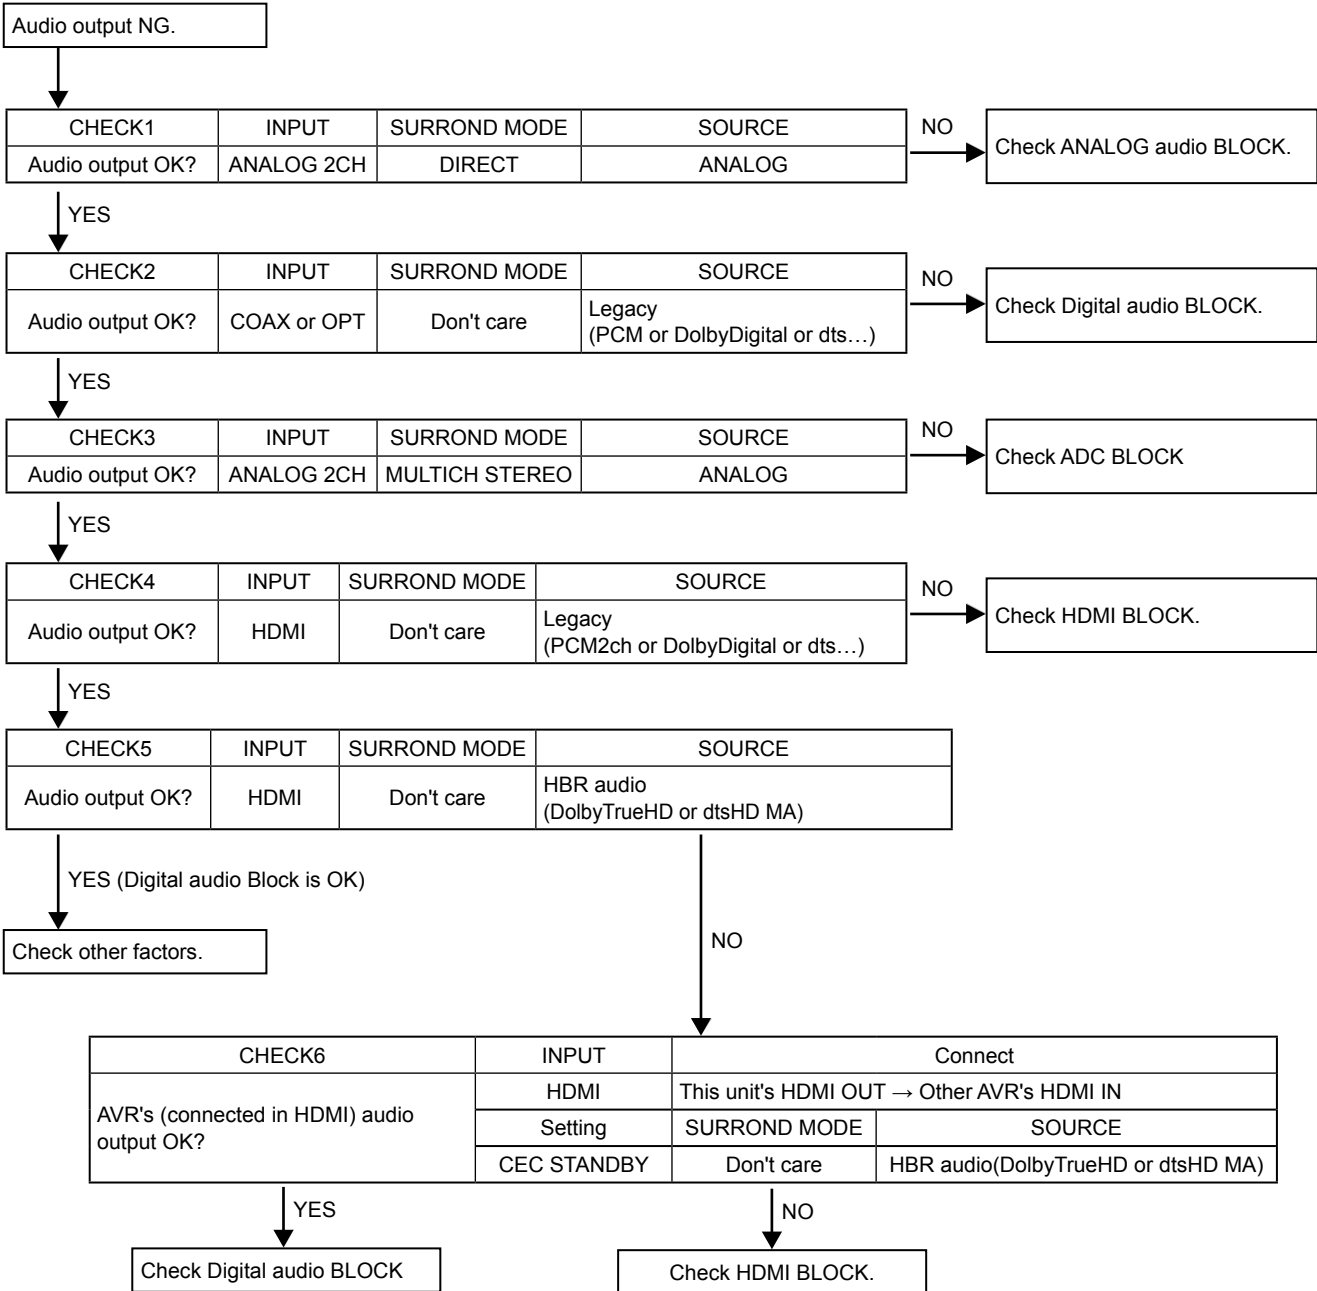 Audio output NG.
CHECK1 INPUT SURROND MODE SOURCE
Audio output OK? ANALOG 2CH DIRECT ANALOG
NO
Check ANALOG audio BLOCK.
YES
CHECK2 INPUT SURROND MODE SOURCE
Audio output OK? COAX or OPT Don't care Legacy
(PCM or DolbyDigital or dts…)
NO
Check Digital audio BLOCK.
YES
CHECK3 INPUT SURROND MODE SOURCE
Audio output OK? ANALOG 2CH MULTICH STEREO ANALOG
NO
Check ADC BLOCK
YES
CHECK4 INPUT SURROND MODE SOURCE
Audio output OK? HDMI Don't care Legacy
(PCM2ch or DolbyDigital or dts…)
NO
Check HDMI BLOCK.
YES
CHECK5 INPUT SURROND MODE SOURCE
Audio output OK? HDMI Don't care HBR audio
(DolbyTrueHD or dtsHD MA)
YES (Digital audio Block is OK)
Check other factors.
NO
CHECK6 INPUT Connect
AVR's (connected in HDMI) audio
output OK?
HDMI This unit's HDMI OUT → Other AVR's HDMI IN
Setting SURROND MODE SOURCE
CEC STANDBY Don't care HBR audio(DolbyTrueHD or dtsHD MA)
YES
Check Digital audio BLOCK
NO
Check HDMI BLOCK.